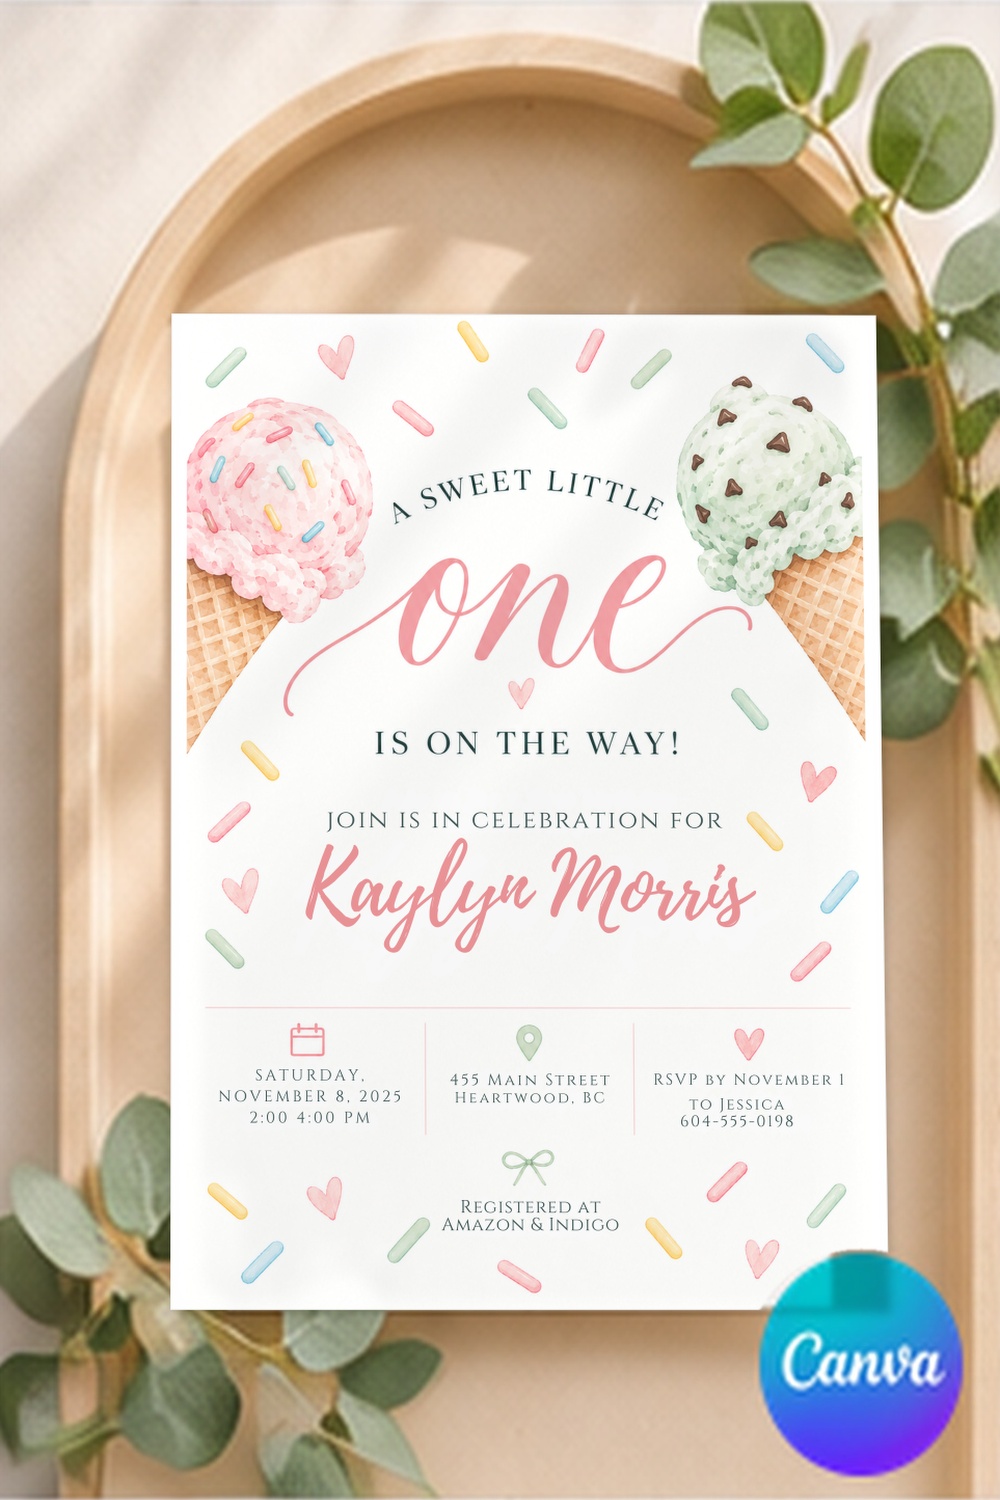 A SWEET LITTLE
one
IS ON THE WAY!
JOIN IS IN CELEBRATION FOR
Kaylyn Morris
SATURDAY,
NOVEMBER 8, 2025
2:00 4:00 PM
455 MAIN STREET
HEARTWOOD, BC
RSVP BY NOVEMBER 1
TO JESSICA
604-555-0198
REGISTERED AT
AMAZON & INDIGO
Canva